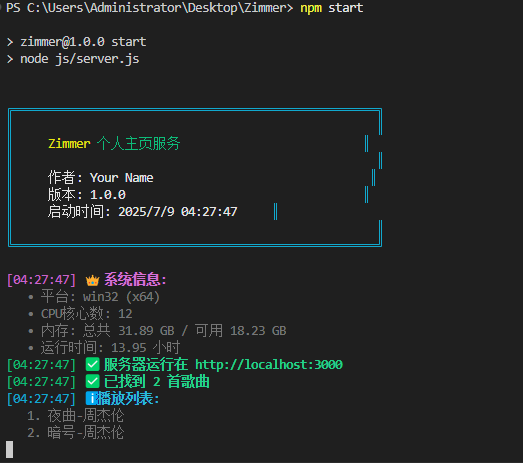 PS C:\Users\Administrator\Desktop\Zimmer> npm start
> zimmer@1.0.0 start
> node js/server.js
Zimmer 个人主页服务
作者: Your Name
版本: 1.0.0
启动时间: 2025/7/9 04:27:47
[04:27:47] 👑 系统信息:
• 平台: win32 (x64)
• CPU核心数: 12
• 内存: 总共 31.89 GB / 可用 18.23 GB
• 运行时间: 13.95 小时
[04:27:47] ✅ 服务器运行在 http://localhost:3000
[04:27:47] ✅ 已找到 2 首歌曲
[04:27:47] ℹ️播放列表:
1. 夜曲-周杰伦
2. 暗号-周杰伦